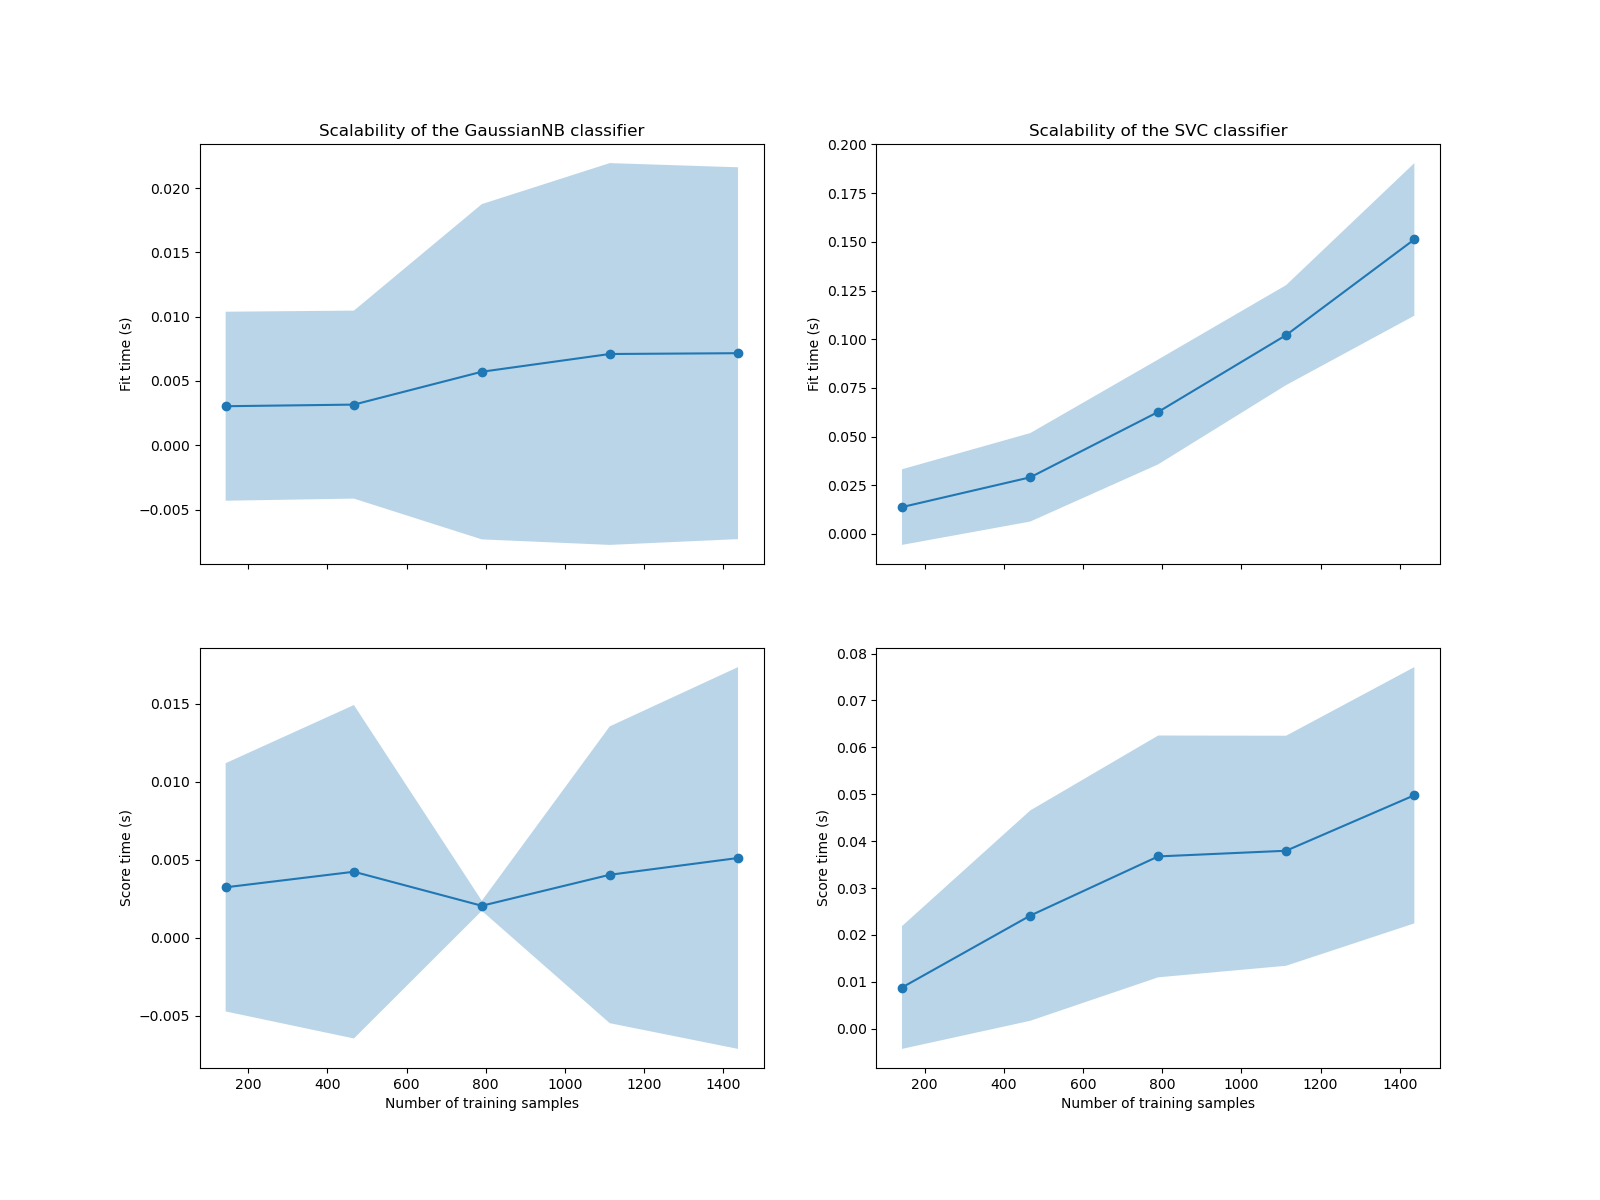 Scalability of the GaussianNB classifier
0.020
0.015
0.010
0.005
0.000
−0.005
Fit time (s)
Scalability of the SVC classifier
0.200
0.175
0.150
0.125
0.100
0.075
0.050
0.025
0.000
Fit time (s)
0.015
0.010
0.005
0.000
−0.005
Score time (s)
200 400 600 800 1000 1200 1400
Number of training samples
0.08
0.07
0.06
0.05
0.04
0.03
0.02
0.01
0.00
Score time (s)
200 400 600 800 1000 1200 1400
Number of training samples